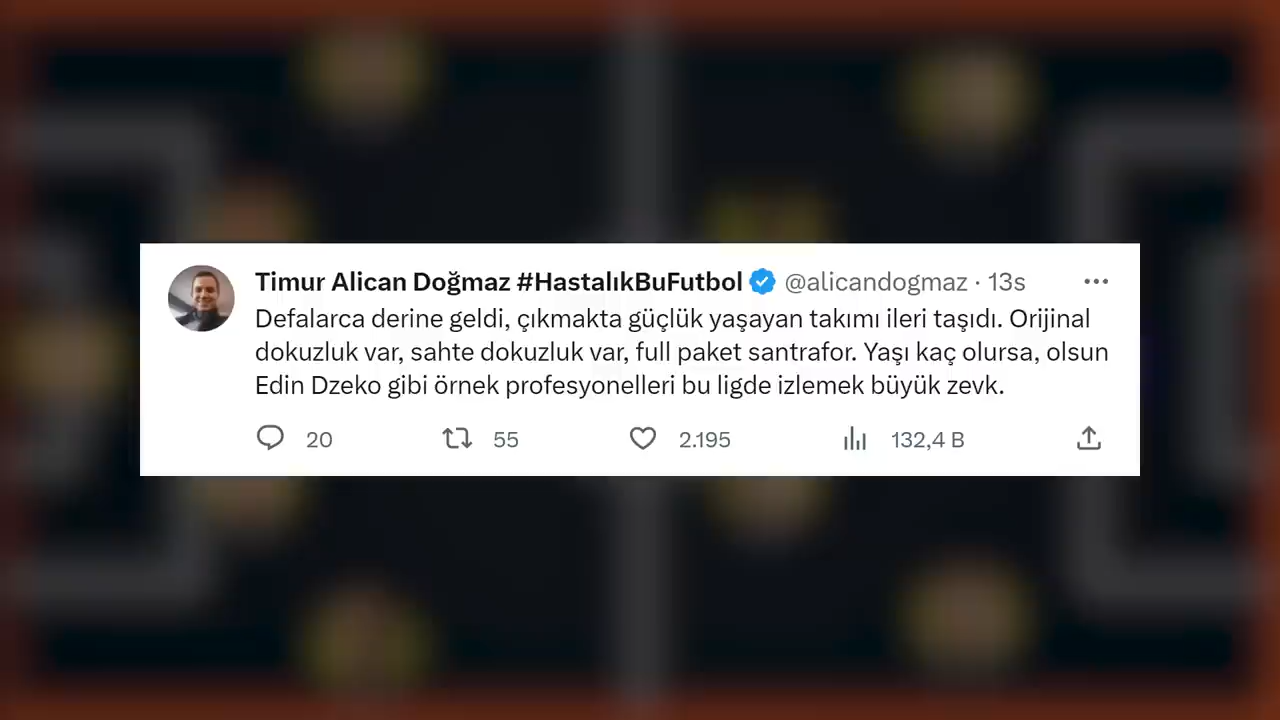 Timur Alican Doğmaz #HastalıkBuFutbol @alicandogmaz · 13s
Defalarca derine geldi, çıkmakta güçlük yaşayan takımı ileri taşıdı. Orijinal
dokuzluk var, sahte dokuzluk var, full paket santrafor. Yaşı kaç olursa, olsun
Edin Dzeko gibi örnek profesyonelleri bu ligde izlemek büyük zevk.
20 55 2.195 132,4 B